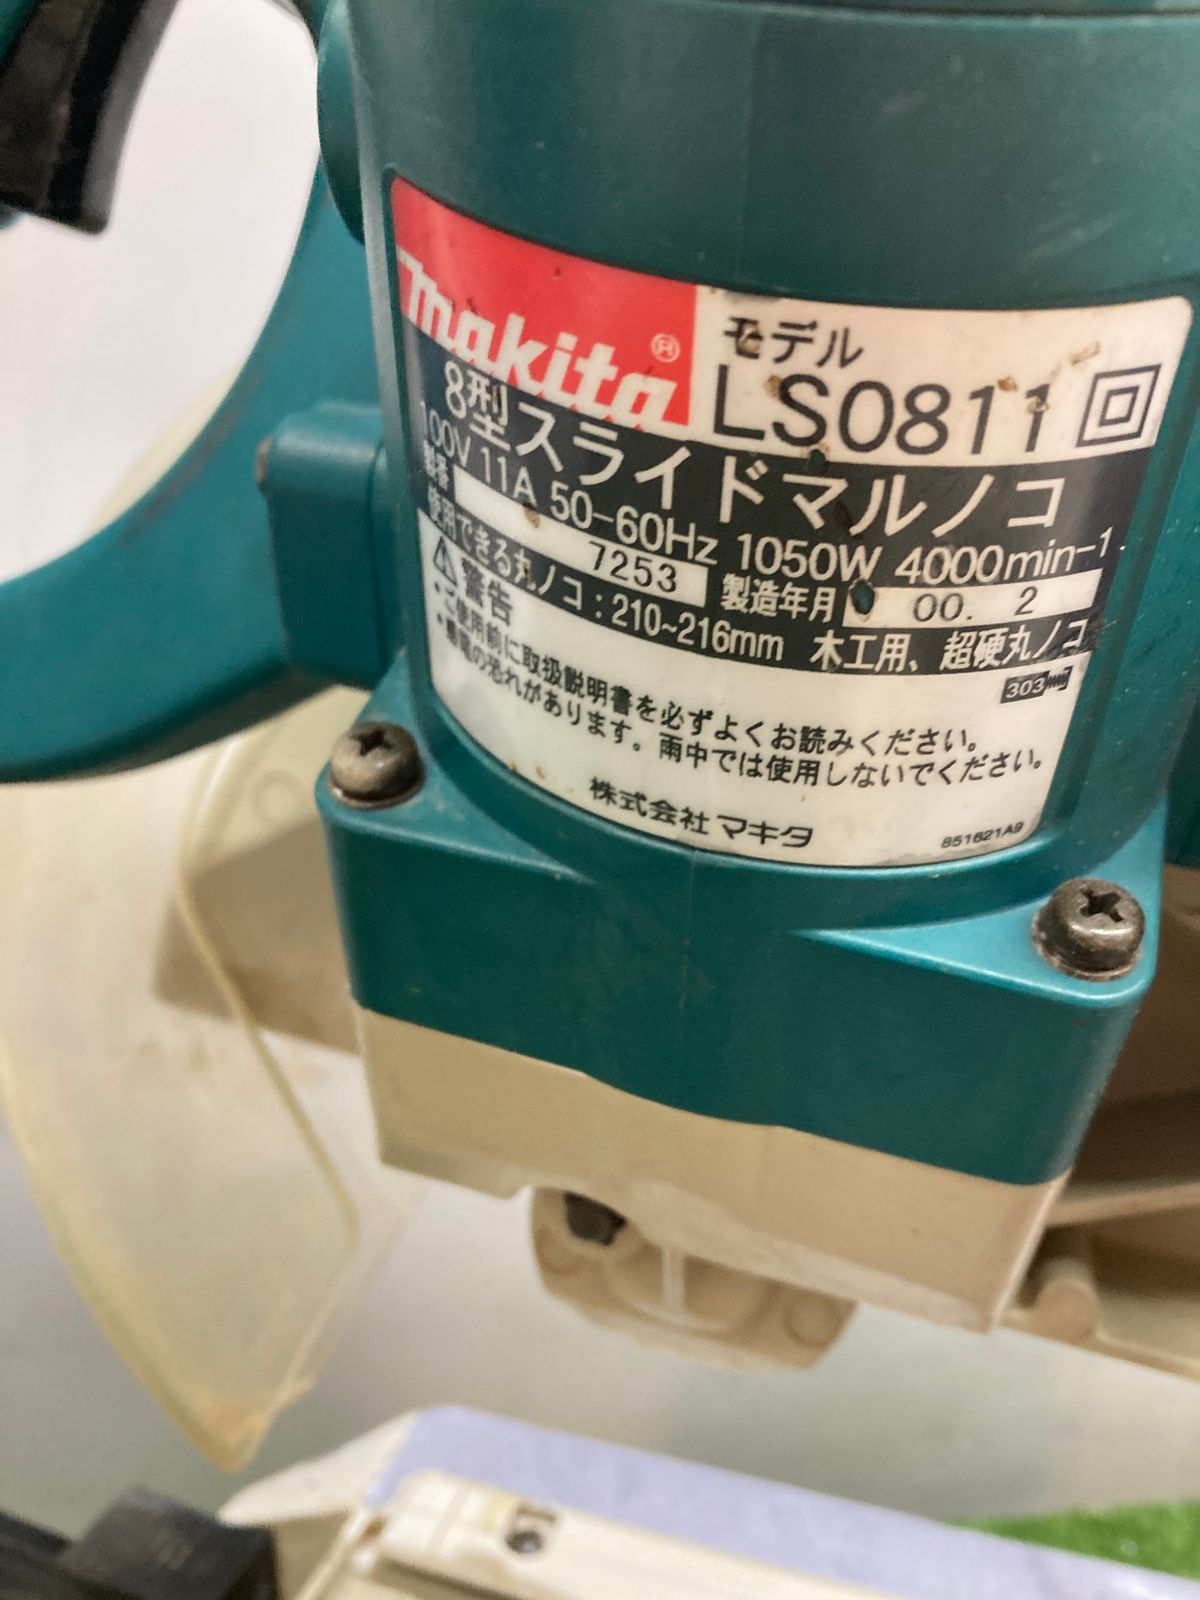 makita®
モデル
LS0811
8型スライドマルノコ
100V 11A 50-60Hz 1050W 4000min-1
製番 7253 製造年月 00. 2
使用できる丸ノコ:210~216mm 木工用、超硬丸ノコ
警告
303
・ご使用前に取扱説明書を必ずよくお読みください。
・感電の恐れがあります。雨中では使用しないでください。
株式会社マキタ
851621A9